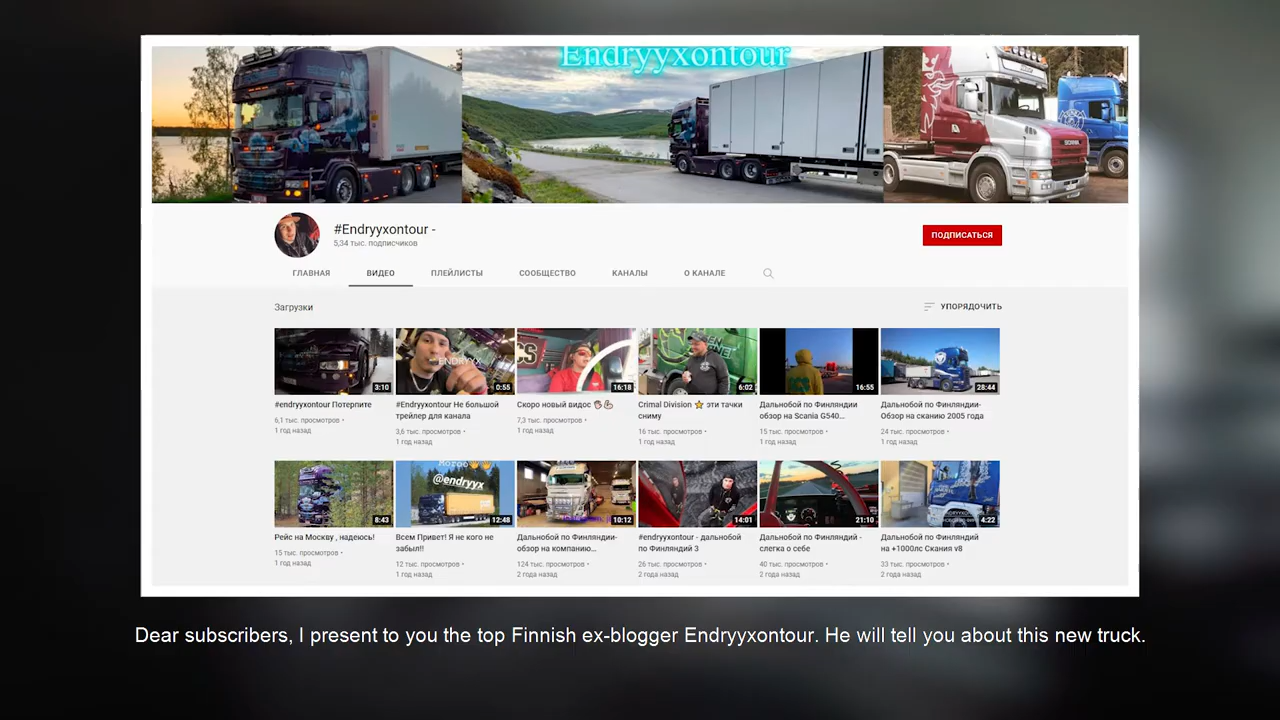 Endryyxontour
#Endryyxontour -
5,34 тыс. подписчиков
ПОДПИСАТЬСЯ
ГЛАВНАЯ ВИДЕО ПЛЕЙЛИСТЫ СООБЩЕСТВО КАНАЛЫ О КАНАЛЕ
Загрузки
УПОРЯДОЧИТЬ
3:10
ENDRYYX
0:55
16:18
6:02
16:55
28:44
#endryyxontour Потерпите
6,1 тыс. просмотров •
1 год назад
#Endryyxontour Не большой
трейлер для канала
3,6 тыс. просмотров •
1 год назад
Скоро новый видос
7,3 тыс. просмотров •
1 год назад
Crimal Division ⭐ эти тачки
сниму
16 тыс. просмотров •
1 год назад
Дальнобой по Финляндии
обзор на Scania G540...
15 тыс. просмотров •
1 год назад
Дальнобой по Финляндии-
Обзор на сканию 2005 года
24 тыс. просмотров •
1 год назад
8:43
@endryyx
12:48
10:12
14:01
21:10
4:22
Рейс на Москву , надеюсь!
15 тыс. просмотров •
1 год назад
Всем Привет! Я не кого не
забыл!!
12 тыс. просмотров •
1 год назад
Дальнобой по Финляндии-
обзор на компанию...
124 тыс. просмотров •
2 года назад
#endryyxontour - дальнобой
по Финляндий 3
26 тыс. просмотров •
2 года назад
Дальнобой по Финляндий -
слегка о себе
40 тыс. просмотров •
2 года назад
Дальнобой по Финляндий
на +1000лс Скания v8
33 тыс. просмотров •
2 года назад
Dear subscribers, I present to you the top Finnish ex-blogger Endryyxontour. He will tell you about this new truck.